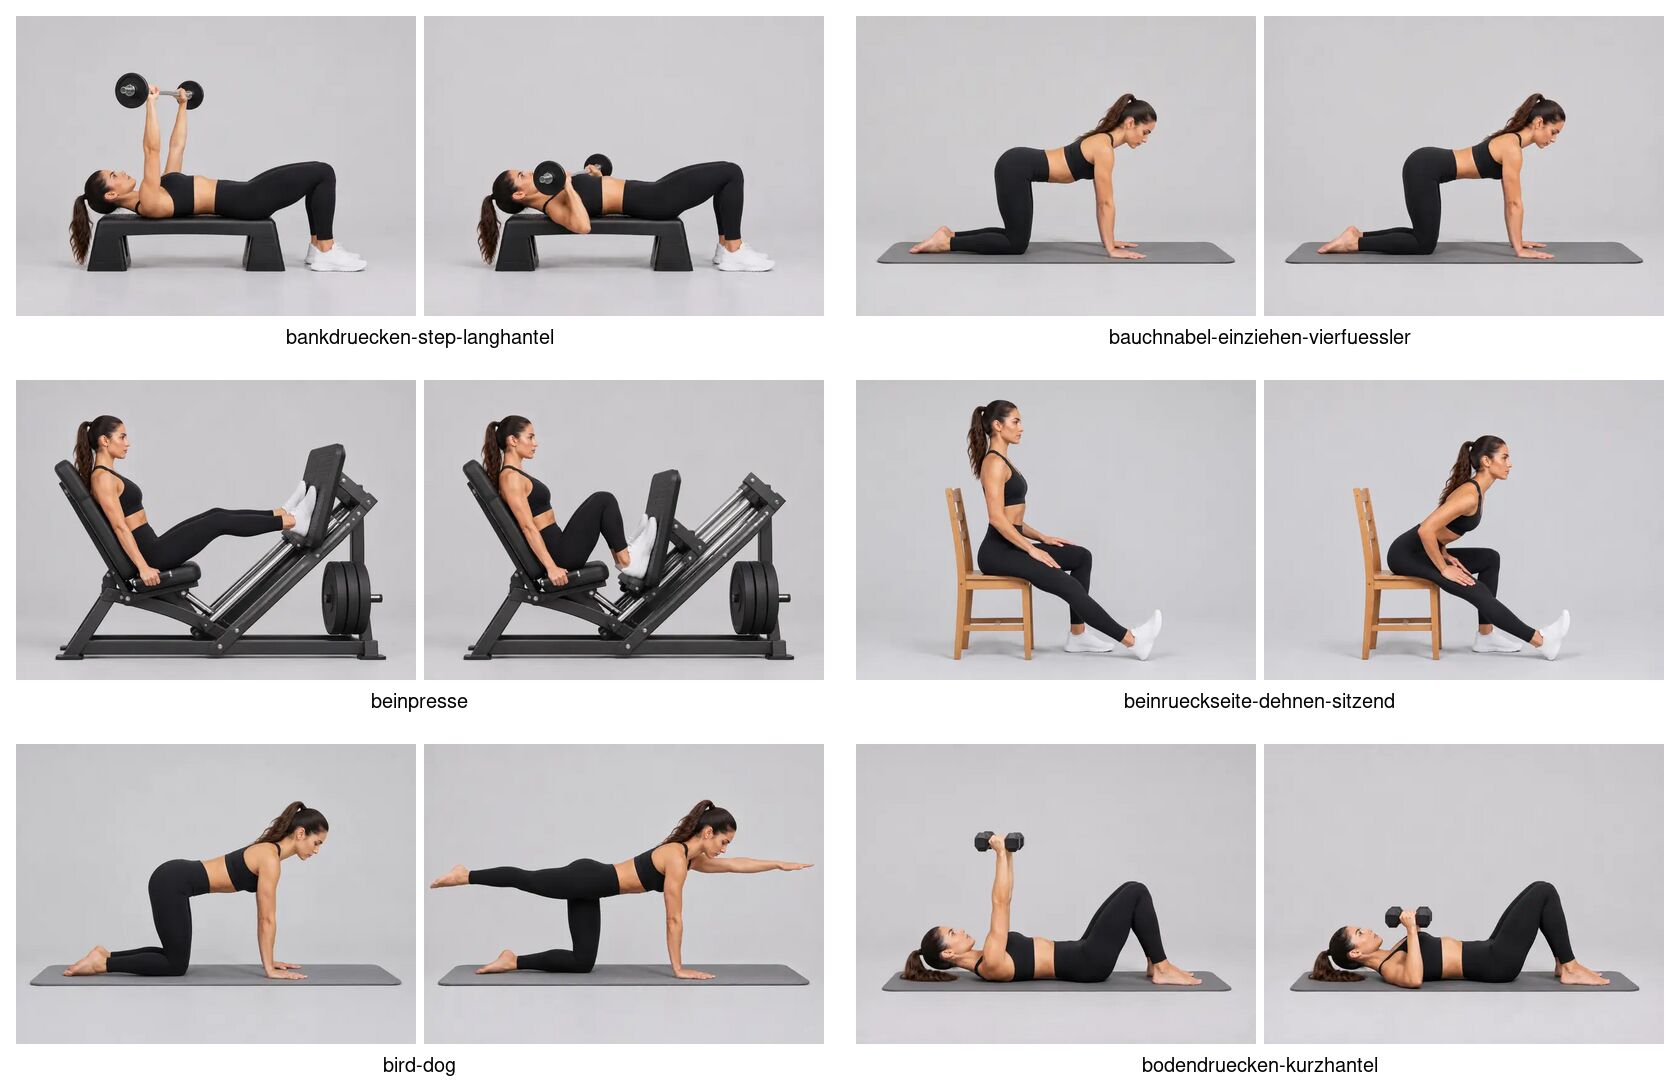 bankdruecken-step-langhantel
bauchnabel-einziehen-vierfuessler
beinpresse
beinrueckseite-dehnen-sitzend
bird-dog
bodendruecken-kurzhantel